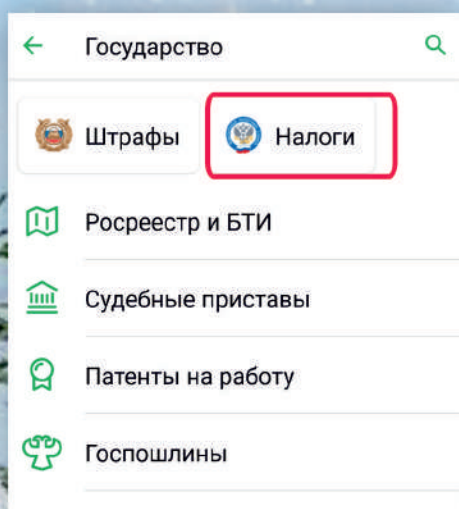 Государство
Штрафы
Налоги
Росреестр и БТИ
Судебные приставы
Патенты на работу
Госпошлины